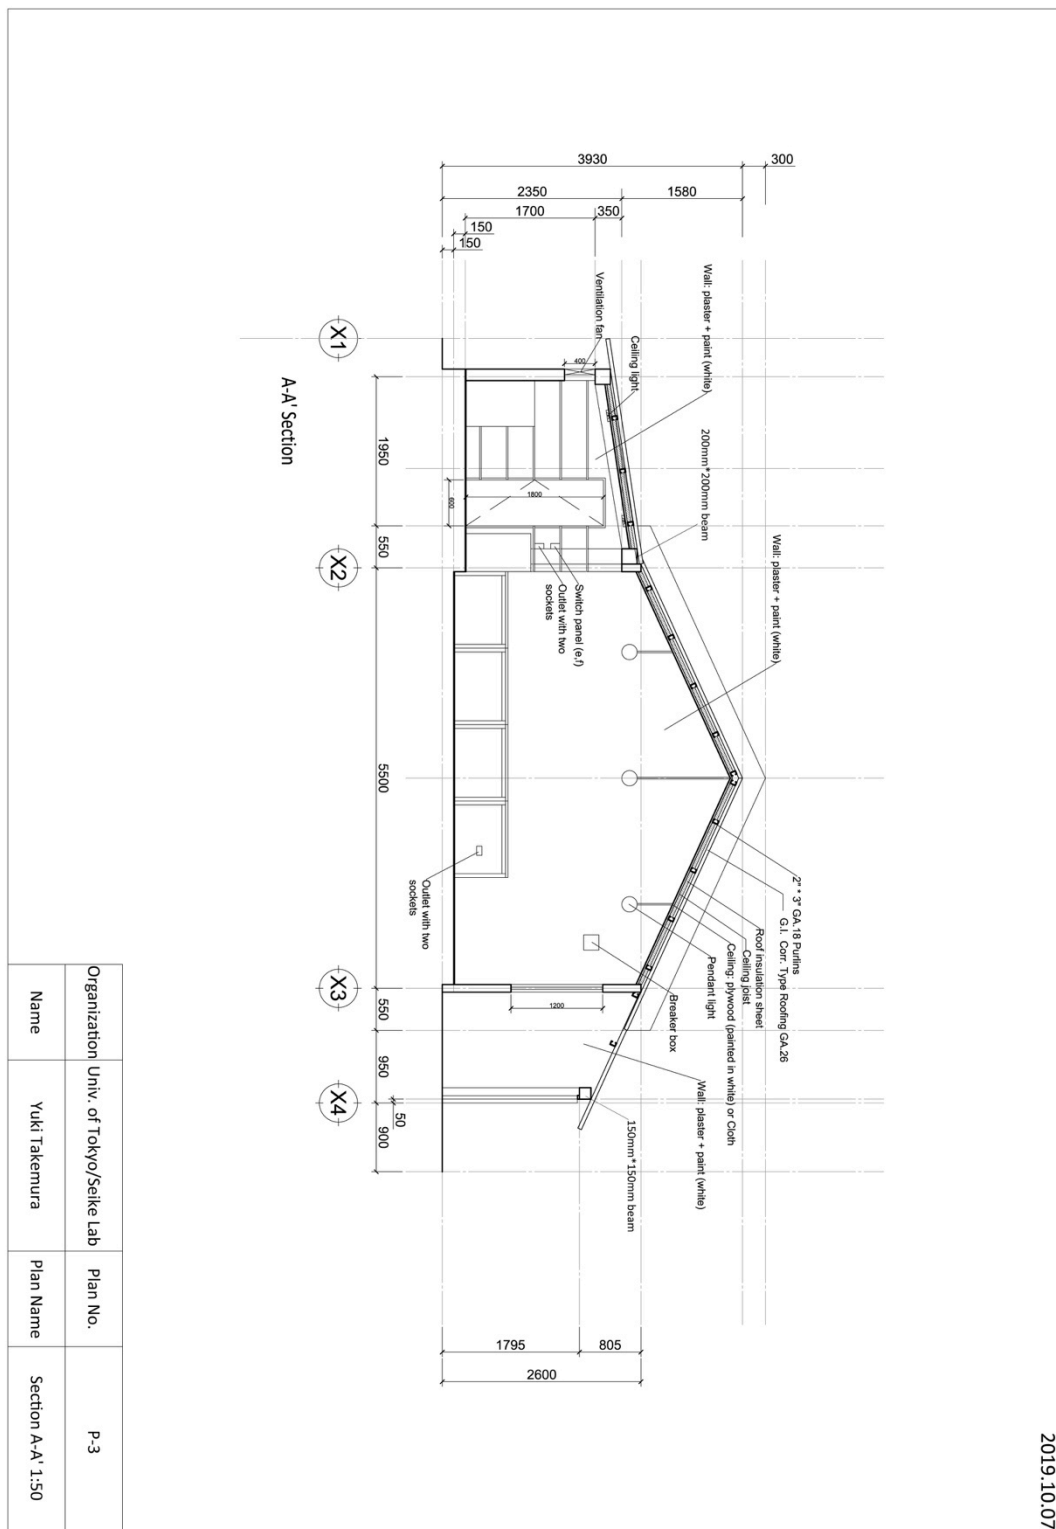 2019.10.07
300
3930
1580
2350
350
1700
150
150
Wall: plaster + paint (white)
Ventilation fan
Ceiling light
400
200mm*200mm beam
Wall: plaster + paint (white)
1800
600
Switch panel (e,f)
Outlet with two
sockets
2" * 3" GA.18 Purlins
G.I. Corr. Type Roofing GA.26
Roof insulation sheet
Ceiling joist
Ceiling: plywood (painted in white) or Cloth
Pendant light
Breaker box
Outlet with two
sockets
1200
Wall: plaster + paint (white)
150mm*150mm beam
1795
805
2600
1950
550
5500
550
950
50
900
X1
X2
X3
X4
A-A' Section
Organization
Univ. of Tokyo/Seike Lab
Plan No.
P-3
Name
Yuki Takemura
Plan Name
Section A-A' 1:50